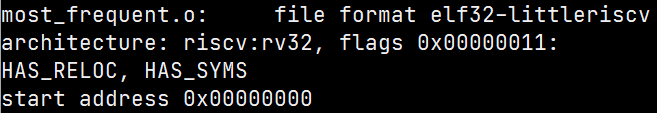 most_frequent.o:     file format elf32-littleriscv
architecture: riscv:rv32, flags 0x00000011:
HAS_RELOC, HAS_SYMS
start address 0x00000000